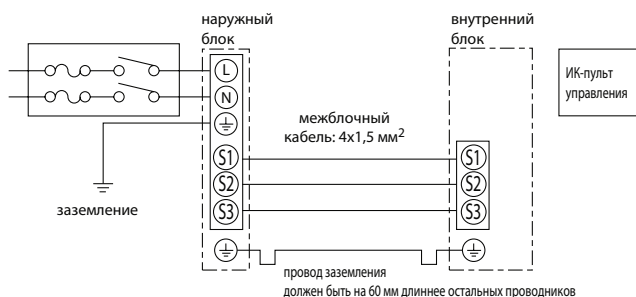 наружный
блок
внутренний
блок
L
N
ИК-пульт
управления
межблочный
кабель: 4х1,5 мм²
S1
S2
S3
S1
S2
S3
заземление
провод заземления
должен быть на 60 мм длиннее остальных проводников